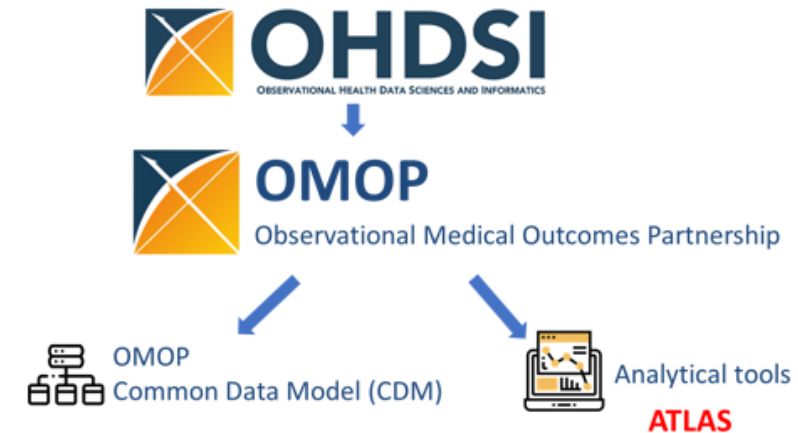 OHDSI
OBSERVATIONAL HEALTH DATA SCIENCES AND INFORMATICS
OMOP
Observational Medical Outcomes Partnership
OMOP
Common Data Model (CDM)
Analytical tools
ATLAS